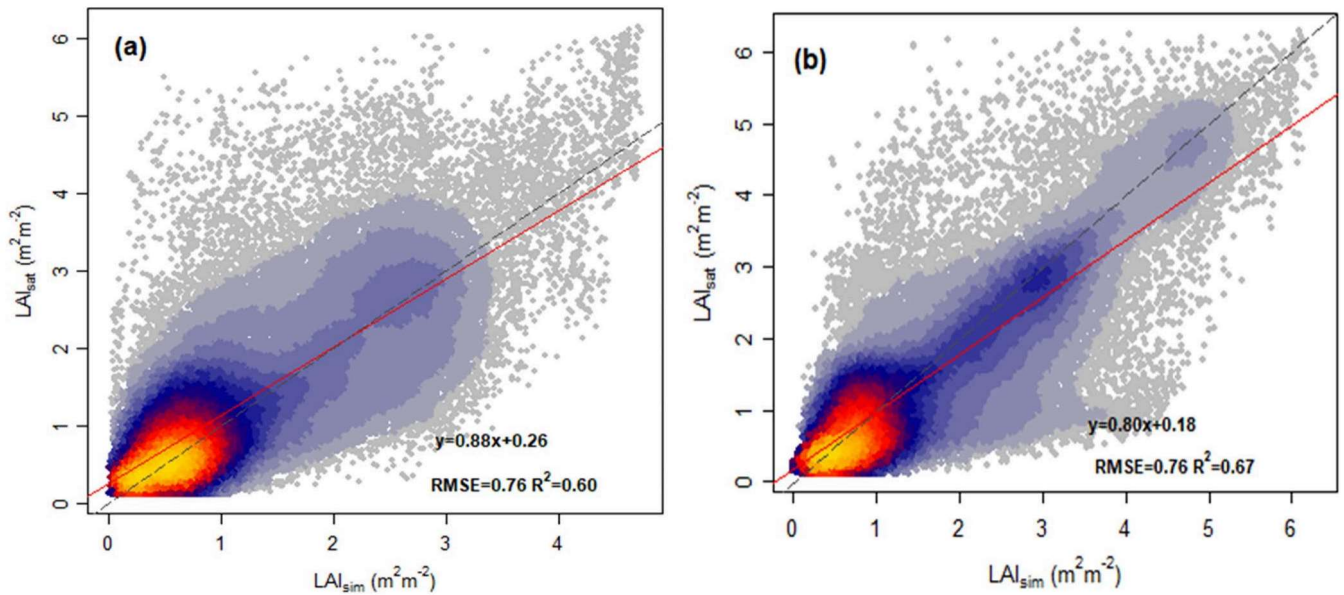 (a)
6
5
4
3
2
1
0
LAIsat (m2m-2)
y=0.88x+0.26
RMSE=0.76 R2=0.60
0 1 2 3 4
LAIsim (m2m-2)
(b)
6
5
4
3
2
1
0
LAIsat (m2m-2)
y=0.80x+0.18
RMSE=0.76 R2=0.67
0 1 2 3 4 5 6
LAIsim (m2m-2)